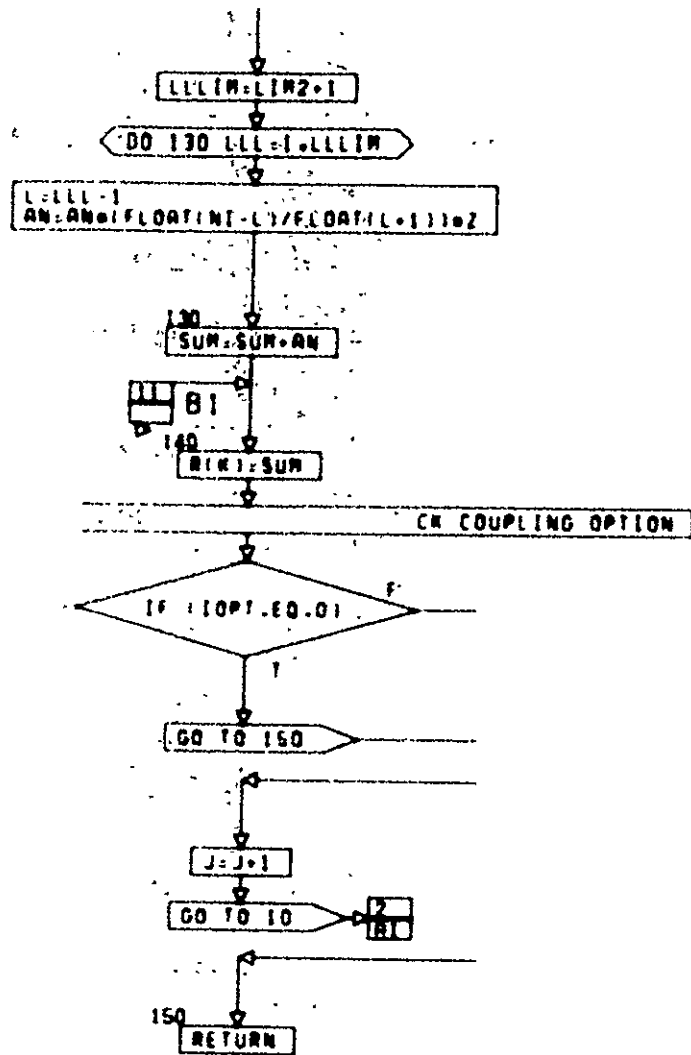 LLLIM=LIM2+1
DO 130 LLL=1,LLLIM
L=LLL-1
AN=AN*(FLOAT(NI-L)/FLOAT(L+1))*Z
130
SUM=SUM+AN
11
B1
140
R(K)=SUM
CK COUPLING OPTION
F
IF (IOPT.EQ.0)
T
GO TO 150
J=J+1
GO TO 10
2
A1
150
RETURN